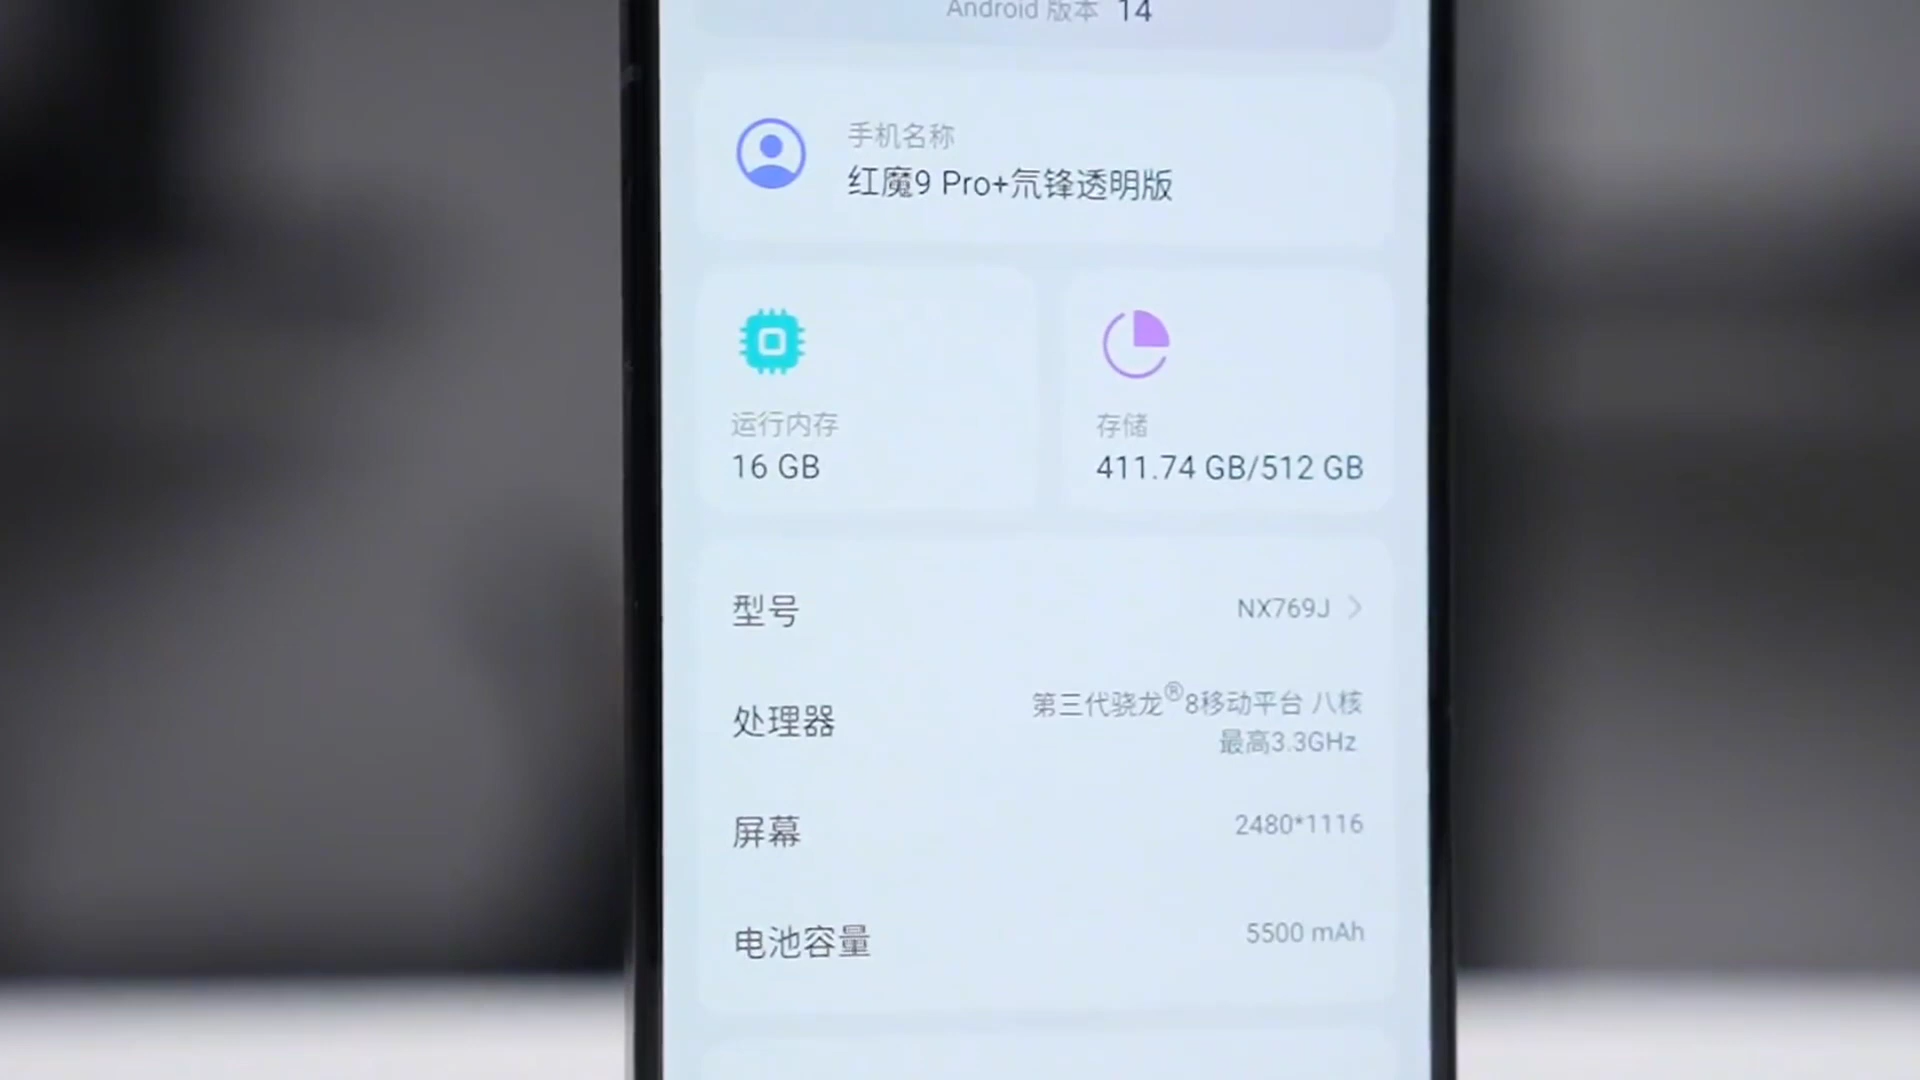 Android 版本 14
手机名称
红魔9 Pro+氘锋透明版
运行内存
16 GB
存储
411.74 GB/512 GB
型号
NX769J
处理器
第三代骁龙®8移动平台 八核
最高3.3GHz
屏幕
2480*1116
电池容量
5500 mAh